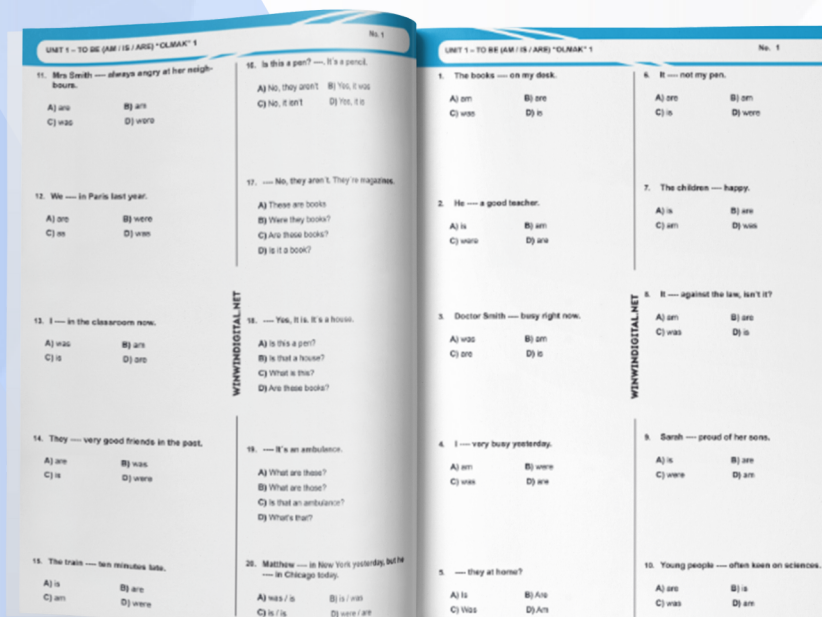 UNIT 1 – TO BE (AM / IS / ARE) "OLMAK" 1
No. 1
11. Mrs Smith ---- always angry at her neigh-
bours.
A) are B) am
C) was D) were
12. We ---- in Paris last year.
A) are B) were
C) as D) was
13. I ---- in the classroom now.
A) was B) am
C) is D) are
14. They ---- very good friends in the past.
A) are B) was
C) is D) were
15. The train ---- ten minutes late.
A) is B) are
C) am D) were
WINWINDIGITAL.NET
16. Is this a pen? ----. It's a pencil.
A) No, they aren't B) Yes, it was
C) No, it isn't D) Yes, it is
17. ---- No, they aren't. They're magazines.
A) These are books
B) Were they books?
C) Are these books?
D) Is it a book?
18. ---- Yes, it is. It's a house.
A) Is this a pen?
B) Is that a house?
C) What is this?
D) Are these books?
19. ---- It's an ambulance.
A) What are these?
B) What are those?
C) Is that an ambulance?
D) What's that?
20. Matthew ---- in New York yesterday, but he
---- in Chicago today.
A) was / is B) is / was
C) is / is D) were / are
UNIT 1 – TO BE (AM / IS / ARE) "OLMAK" 1
No. 1
1. The books ---- on my desk.
A) am B) are
C) was D) is
2. He ---- a good teacher.
A) is B) am
C) were D) are
3. Doctor Smith ---- busy right now.
A) was B) am
C) are D) is
4. I ---- very busy yesterday.
A) am B) were
C) was D) are
5. ---- they at home?
A) Is B) Are
C) Was D) Am
WINWINDIGITAL.NET
6. It ---- not my pen.
A) are B) am
C) is D) were
7. The children ---- happy.
A) is B) are
C) am D) was
8. It ---- against the law, isn't it?
A) am B) are
C) was D) is
9. Sarah ---- proud of her sons.
A) is B) are
C) were D) am
10. Young people ---- often keen on sciences.
A) are B) is
C) was D) am